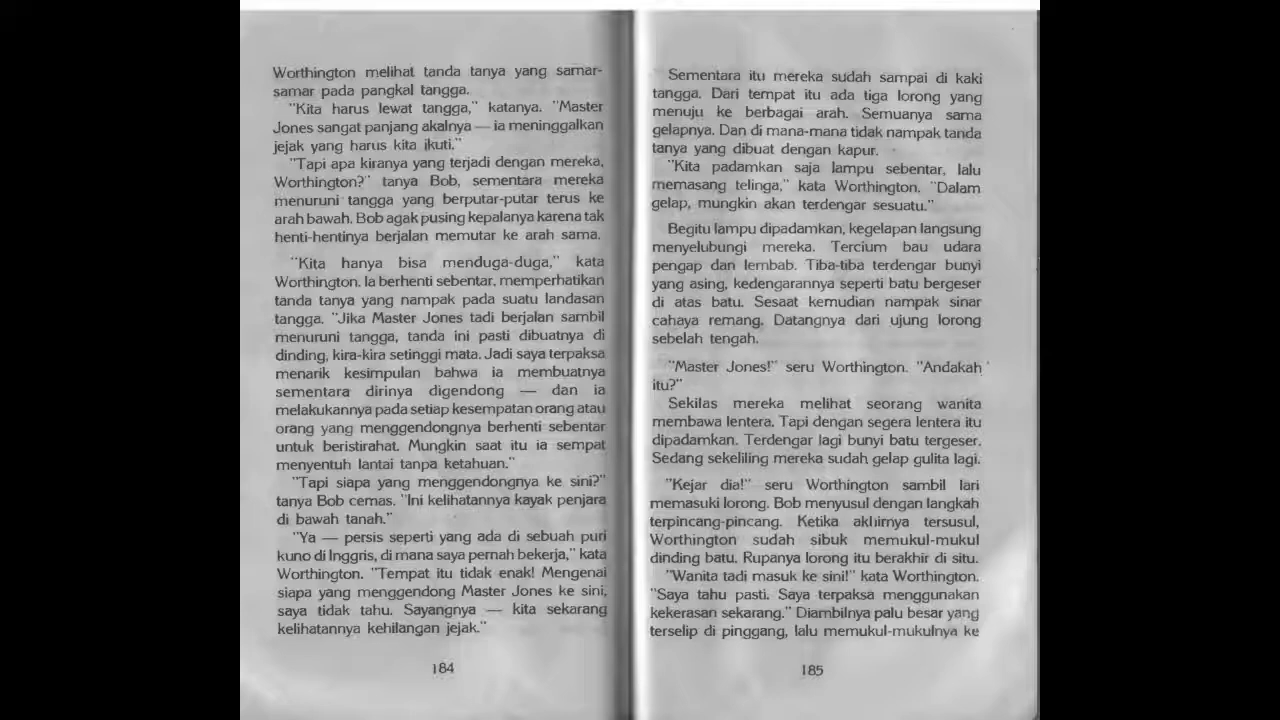 Worthington melihat tanda tanya yang samar-
samar pada pangkal tangga.
"Kita harus lewat tangga," katanya. "Master
Jones sangat panjang akalnya — ia meninggalkan
jejak yang harus kita ikuti."
"Tapi apa kiranya yang terjadi dengan mereka,
Worthington?" tanya Bob, sementara mereka
menuruni tangga yang berputar-putar terus ke
arah bawah. Bob agak pusing kepalanya karena tak
henti-hentinya berjalan memutar ke arah sama.
"Kita hanya bisa menduga-duga," kata
Worthington. Ia berhenti sebentar, memperhatikan
tanda tanya yang nampak pada suatu landasan
tangga. "Jika Master Jones tadi berjalan sambil
menuruni tangga, tanda ini pasti dibuatnya di
dinding, kira-kira setinggi mata. Jadi saya terpaksa
menarik kesimpulan bahwa ia membuatnya
sementara dirinya digendong — dan ia
melakukannya pada setiap kesempatan orang atau
orang yang menggendongnya berhenti sebentar
untuk beristirahat. Mungkin saat itu ia sempat
menyentuh lantai tanpa ketahuan."
"Tapi siapa yang menggendongnya ke sini?"
tanya Bob cemas. "Ini kelihatannya kayak penjara
di bawah tanah."
"Ya — persis seperti yang ada di sebuah puri
kuno di Inggris, di mana saya pernah bekerja," kata
Worthington. "Tempat itu tidak enak! Mengenai
siapa yang menggendong Master Jones ke sini,
saya tidak tahu. Sayangnya — kita sekarang
kelihatannya kehilangan jejak."
184
Sementara itu mereka sudah sampai di kaki
tangga. Dari tempat itu ada tiga lorong yang
menuju ke berbagai arah. Semuanya sama
gelapnya. Dan di mana-mana tidak nampak tanda
tanya yang dibuat dengan kapur.
"Kita padamkan saja lampu sebentar, lalu
memasang telinga," kata Worthington. "Dalam
gelap, mungkin akan terdengar sesuatu."
Begitu lampu dipadamkan, kegelapan langsung
menyelubungi mereka. Tercium bau udara
pengap dan lembab. Tiba-tiba terdengar bunyi
yang asing, kedengarannya seperti batu bergeser
di atas batu. Sesaat kemudian nampak sinar
cahaya remang. Datangnya dari ujung lorong
sebelah tengah.
"Master Jones!" seru Worthington. "Andakah
itu?"
Sekilas mereka melihat seorang wanita
membawa lentera. Tapi dengan segera lentera itu
dipadamkan. Terdengar lagi bunyi batu tergeser.
Sedang sekeliling mereka sudah gelap gulita lagi.
"Kejar dia!" seru Worthington sambil lari
memasuki lorong. Bob menyusul dengan langkah
terpincang-pincang. Ketika akhirnya tersusul,
Worthington sudah sibuk memukul-mukul
dinding batu. Rupanya lorong itu berakhir di situ.
"Wanita tadi masuk ke sini!" kata Worthington.
"Saya tahu pasti. Saya terpaksa menggunakan
kekerasan sekarang." Diambilnya palu besar yang
terselip di pinggang, lalu memukul-mukulnya ke
185